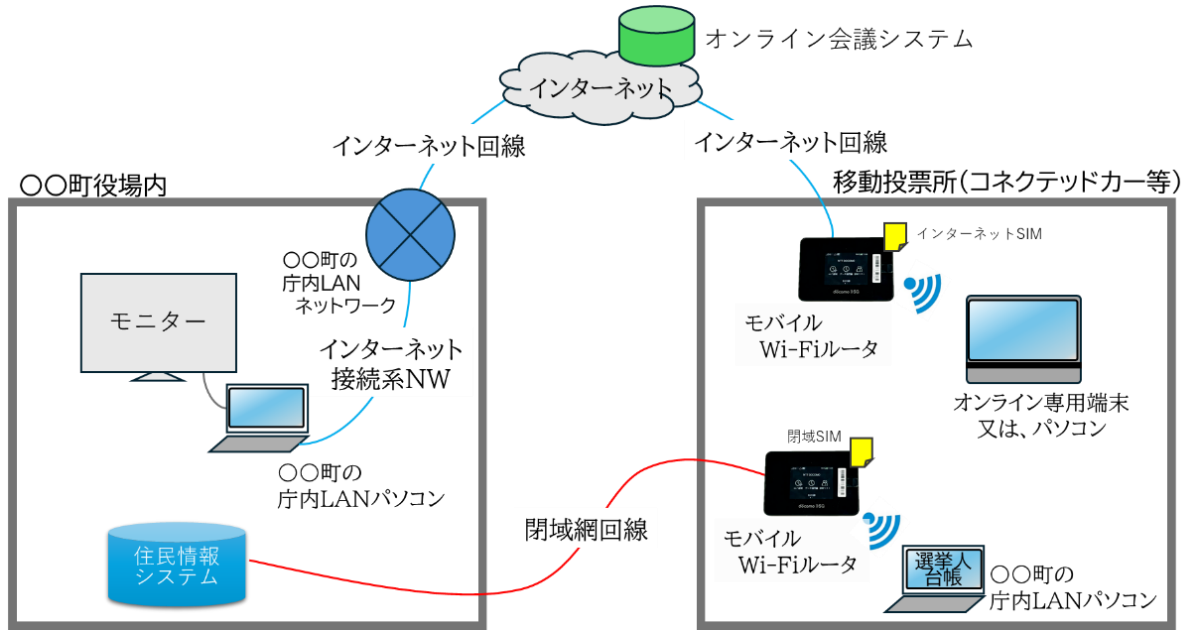 オンライン会議システム
インターネット
インターネット回線
インターネット回線
〇〇町役場内
移動投票所(コネクテッドカー等)
〇〇町の
庁内LAN
ネットワーク
モニター
インターネット
接続系NW
〇〇町の
庁内LANパソコン
住民情報
システム
閉域網回線
インターネットSIM
モバイル
Wi-Fiルータ
オンライン専用端末
又は、パソコン
閉域SIM
モバイル
Wi-Fiルータ
選挙人
台帳
〇〇町の
庁内LANパソコン